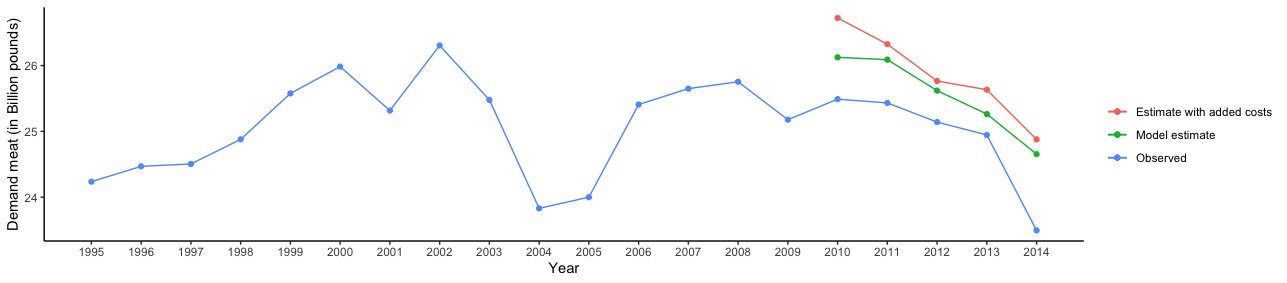 Demand meat (in Billion pounds)
26
25
24
1995 1996 1997 1998 1999 2000 2001 2002 2003 2004 2005 2006 2007 2008 2009 2010 2011 2012 2013 2014
Year
Estimate with added costs
Model estimate
Observed